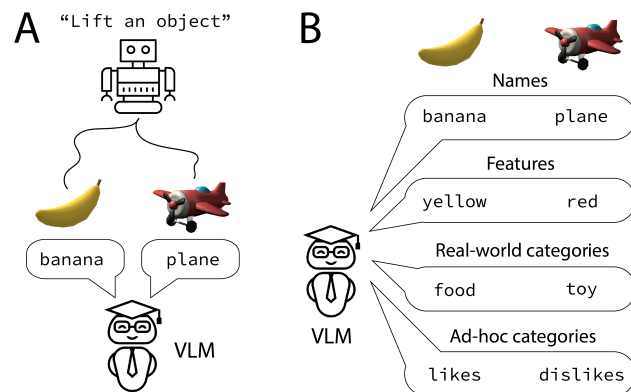 A
"Lift an object"
banana
plane
VLM
B
Names
banana plane
Features
yellow red
Real-world categories
food toy
Ad-hoc categories
likes dislikes
VLM